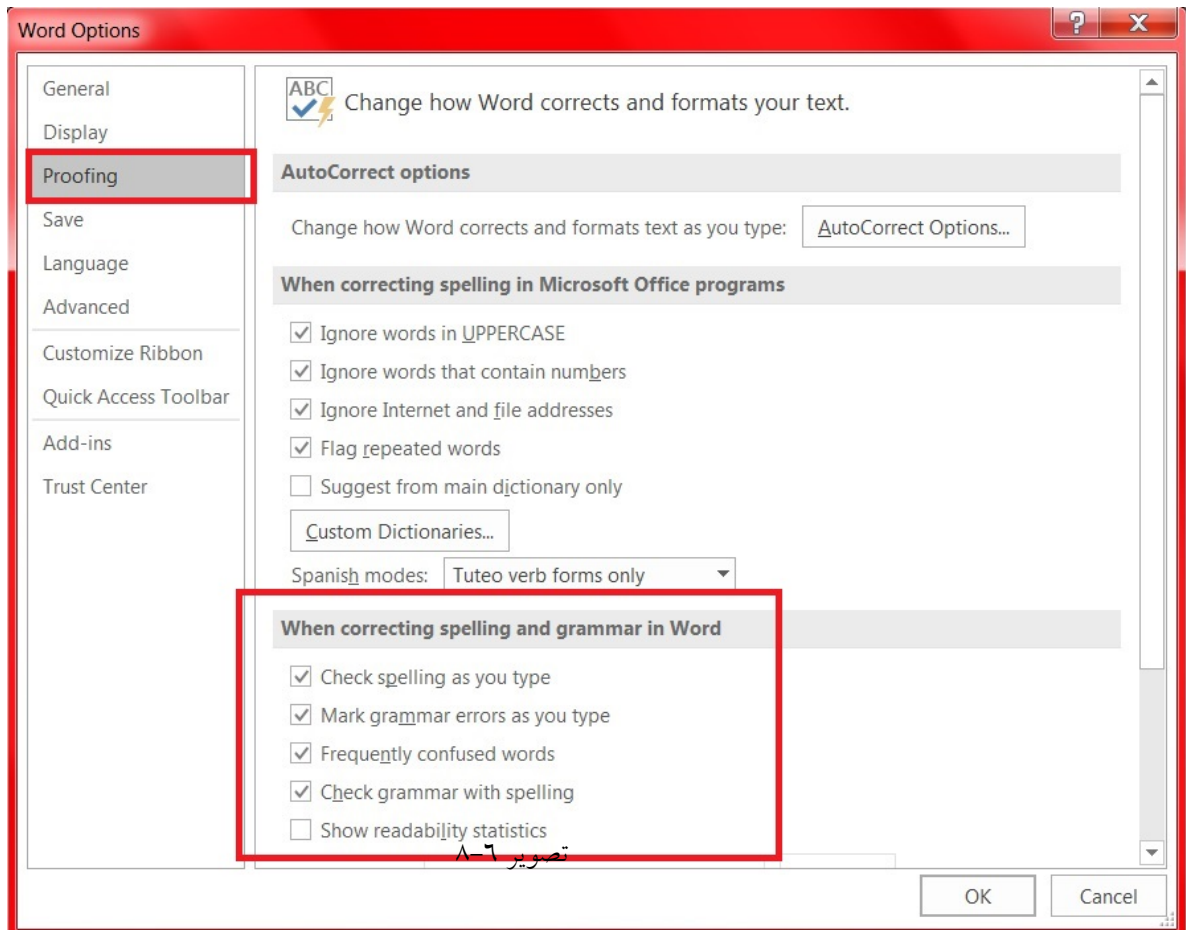 Word Options
?
X
General
Display
Proofing
Save
Language
Advanced
Customize Ribbon
Quick Access Toolbar
Add-ins
Trust Center
ABC
Change how Word corrects and formats your text.
AutoCorrect options
Change how Word corrects and formats text as you type: AutoCorrect Options...
When correcting spelling in Microsoft Office programs
Ignore words in UPPERCASE
Ignore words that contain numbers
Ignore Internet and file addresses
Flag repeated words
Suggest from main dictionary only
Custom Dictionaries...
Spanish modes: Tuteo verb forms only
When correcting spelling and grammar in Word
Check spelling as you type
Mark grammar errors as you type
Frequently confused words
Check grammar with spelling
Show readability statistics
تصویر ٦-٨
OK
Cancel